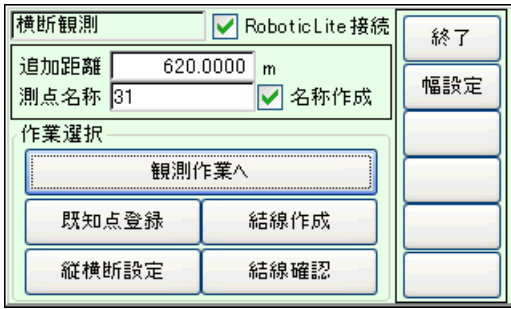 横断観測 RoboticLite接続
追加距離 620.0000 m
測点名称 31 名称作成
作業選択
観測作業へ
既知点登録 結線作成
縦横断設定 結線確認
終了
幅設定